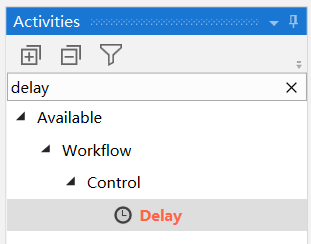 Activities
delay
Available
Workflow
Control
Delay